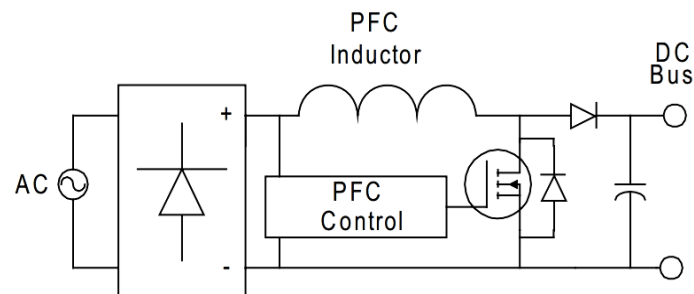 PFC
Inductor
DC
Bus
+
AC
PFC
Control
-